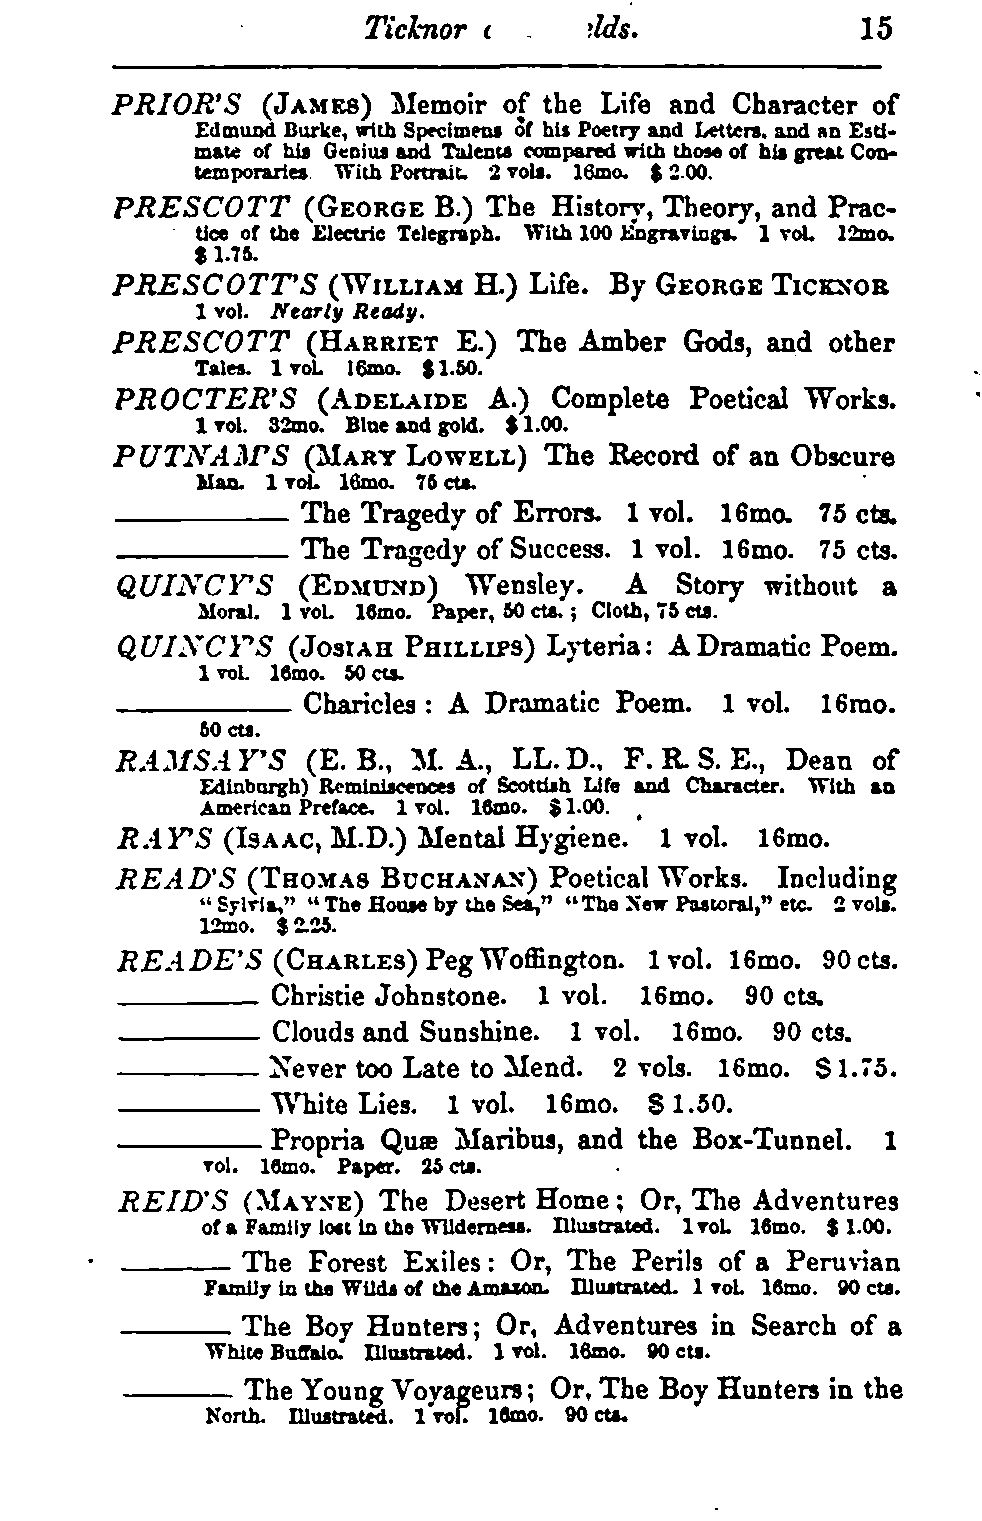 Ticknor lds. 15
PRIOR'S (JAMES) Memoir of the Life and Character of
Edmund Burke, with Specimens of his Poetry and Letters, and an Esti-
mate of his Genius and Talents compared with those of his great Con-
temporaries. With Portrait. 2 vols. 16mo. $ 2.00.
PRESCOTT (GEORGE B.) The History, Theory, and Prac-
tice of the Electric Telegraph. With 100 Engravings. 1 vol. 12mo.
$ 1.75.
PRESCOTT'S (WILLIAM H.) Life. By GEORGE TICKNOR
1 vol. Nearly Ready.
PRESCOTT (HARRIET E.) The Amber Gods, and other
Tales. 1 vol. 16mo. $ 1.50.
PROCTER'S (ADELAIDE A.) Complete Poetical Works.
1 vol. 32mo. Blue and gold. $ 1.00.
PUTNAM'S (MARY LOWELL) The Record of an Obscure
Man. 1 vol. 16mo. 75 cts.
——— The Tragedy of Errors. 1 vol. 16mo. 75 cts.
——— The Tragedy of Success. 1 vol. 16mo. 75 cts.
QUINCY'S (EDMUND) Wensley. A Story without a
Moral. 1 vol. 16mo. Paper, 50 cts. ; Cloth, 75 cts.
QUINCY'S (JOSIAH PHILLIPS) Lyteria: A Dramatic Poem.
1 vol. 16mo. 50 cts.
——— Charicles : A Dramatic Poem. 1 vol. 16mo.
50 cts.
RAMSAY'S (E. B., M. A., LL. D., F. R. S. E., Dean of
Edinburgh) Reminiscences of Scottish Life and Character. With an
American Preface. 1 vol. 16mo. $ 1.00.
RAY'S (ISAAC, M.D.) Mental Hygiene. 1 vol. 16mo.
READ'S (THOMAS BUCHANAN) Poetical Works. Including
"Sylvia," "The House by the Sea," "The New Pastoral," etc. 2 vols.
12mo. $ 2.25.
READE'S (CHARLES) Peg Woffington. 1 vol. 16mo. 90 cts.
——— Christie Johnstone. 1 vol. 16mo. 90 cts.
——— Clouds and Sunshine. 1 vol. 16mo. 90 cts.
——— Never too Late to Mend. 2 vols. 16mo. $ 1.75.
——— White Lies. 1 vol. 16mo. $ 1.50.
——— Propria Quæ Maribus, and the Box-Tunnel. 1
vol. 16mo. Paper. 25 cts.
REID'S (MAYNE) The Desert Home ; Or, The Adventures
of a Family lost in the Wilderness. Illustrated. 1 vol. 16mo. $ 1.00.
——— The Forest Exiles : Or, The Perils of a Peruvian
Family in the Wilds of the Amazon. Illustrated. 1 vol. 16mo. 90 cts.
——— The Boy Hunters; Or, Adventures in Search of a
White Buffalo. Illustrated. 1 vol. 16mo. 90 cts.
——— The Young Voyageurs; Or, The Boy Hunters in the
North. Illustrated. 1 vol. 16mo. 90 cts.